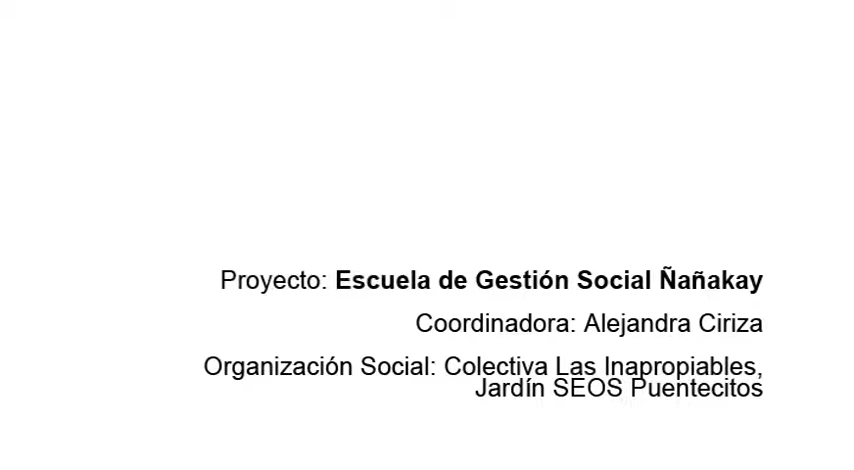 Proyecto: Escuela de Gestión Social Ñañakay
Coordinadora: Alejandra Ciriza
Organización Social: Colectiva Las Inapropiables,
Jardín SEOS Puentecitos